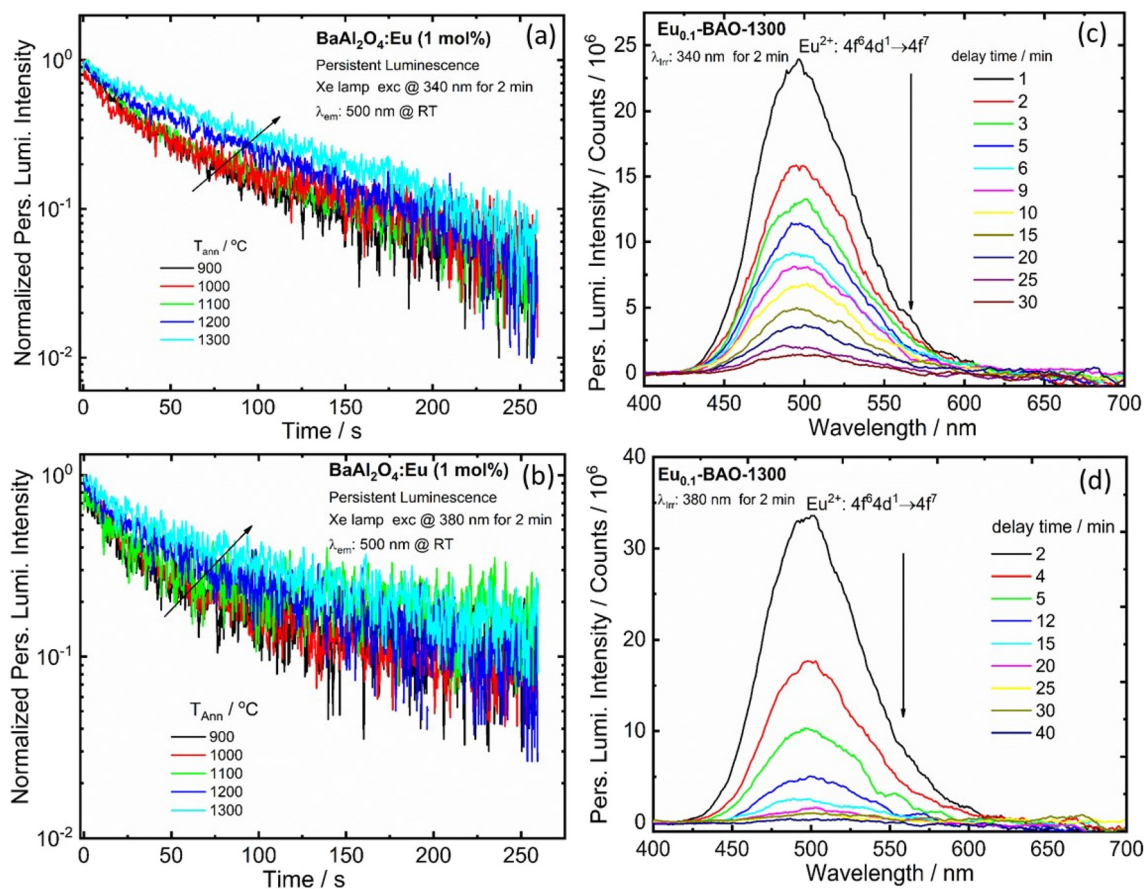 (a)
BaAl₂O₄:Eu (1 mol%)
Persistent Luminescence
Xe lamp exc @ 340 nm for 2 min
λem: 500 nm @ RT
Normalized Pers. Lumi. Intensity
10⁰
10⁻¹
10⁻²
Tann / ºC
900
1000
1100
1200
1300
0 50 100 150 200 250
Time / s
(c)
Eu₀.₁-BAO-1300
Eu²⁺: 4f⁶4d¹→4f⁷
λIrr: 340 nm for 2 min
delay time / min
1
2
3
5
6
9
10
15
20
25
30
Pers. Lumi. Intensity / Counts / 10⁶
25
20
15
10
5
0
400 450 500 550 600 650 700
Wavelength / nm
(b)
BaAl₂O₄:Eu (1 mol%)
Persistent Luminescence
Xe lamp exc @ 380 nm for 2 min
λem: 500 nm @ RT
Normalized Pers. Lumi. Intensity
10⁰
10⁻¹
10⁻²
TAnn / ºC
900
1000
1100
1200
1300
0 50 100 150 200 250
Time / s
(d)
Eu₀.₁-BAO-1300
λIrr: 380 nm for 2 min
Eu²⁺: 4f⁶4d¹→4f⁷
delay time / min
2
4
5
12
15
20
25
30
40
Pers. Lumi. Intensity / Counts / 10⁶
40
30
20
10
0
400 450 500 550 600 650 700
Wavelength / nm